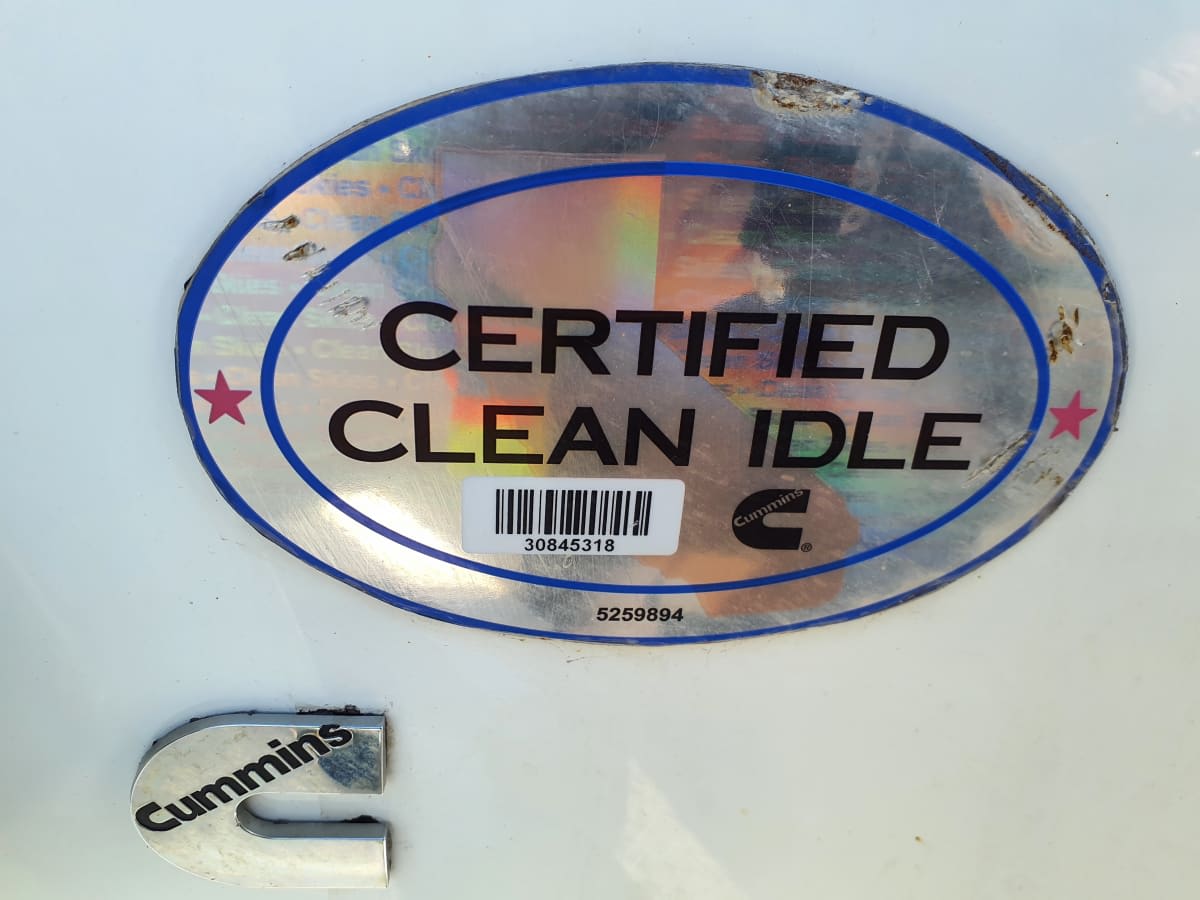 CERTIFIED
CLEAN IDLE
30845318
Cummins
®
5259894
Cummins